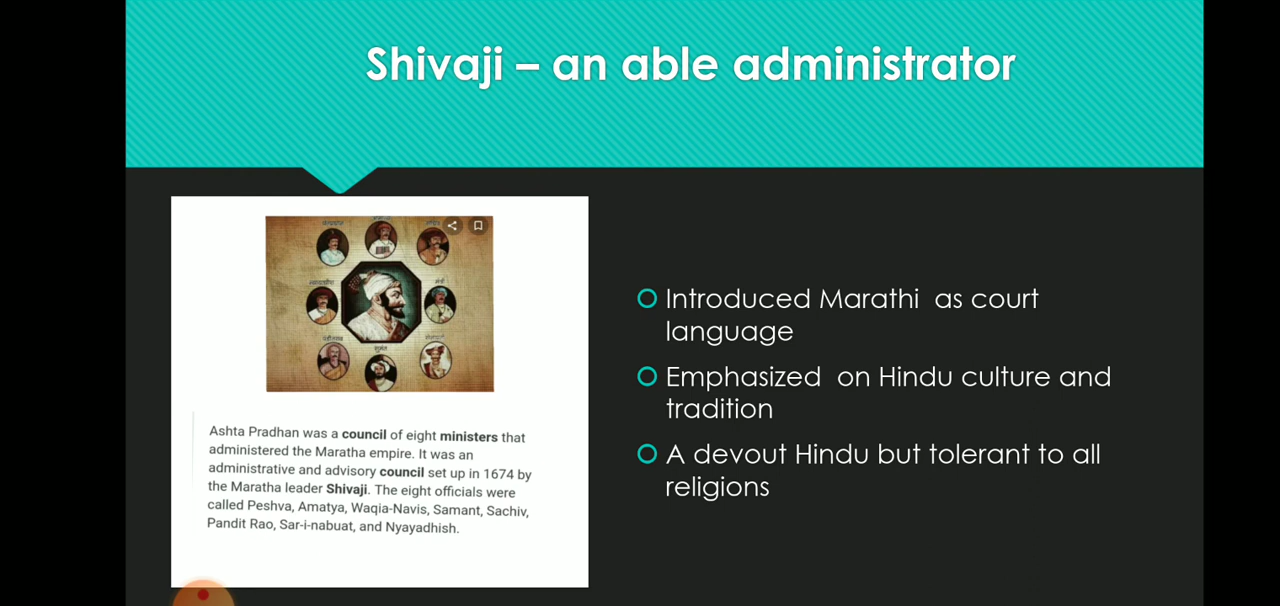 Shivaji – an able administrator
मंत्री
सुमंत
Ashta Pradhan was a council of eight ministers that
administered the Maratha empire. It was an
administrative and advisory council set up in 1674 by
the Maratha leader Shivaji. The eight officials were
called Peshva, Amatya, Waqia-Navis, Samant, Sachiv,
Pandit Rao, Sar-i-nabuat, and Nyayadhish.
Introduced Marathi as court
language
Emphasized on Hindu culture and
tradition
A devout Hindu but tolerant to all
religions